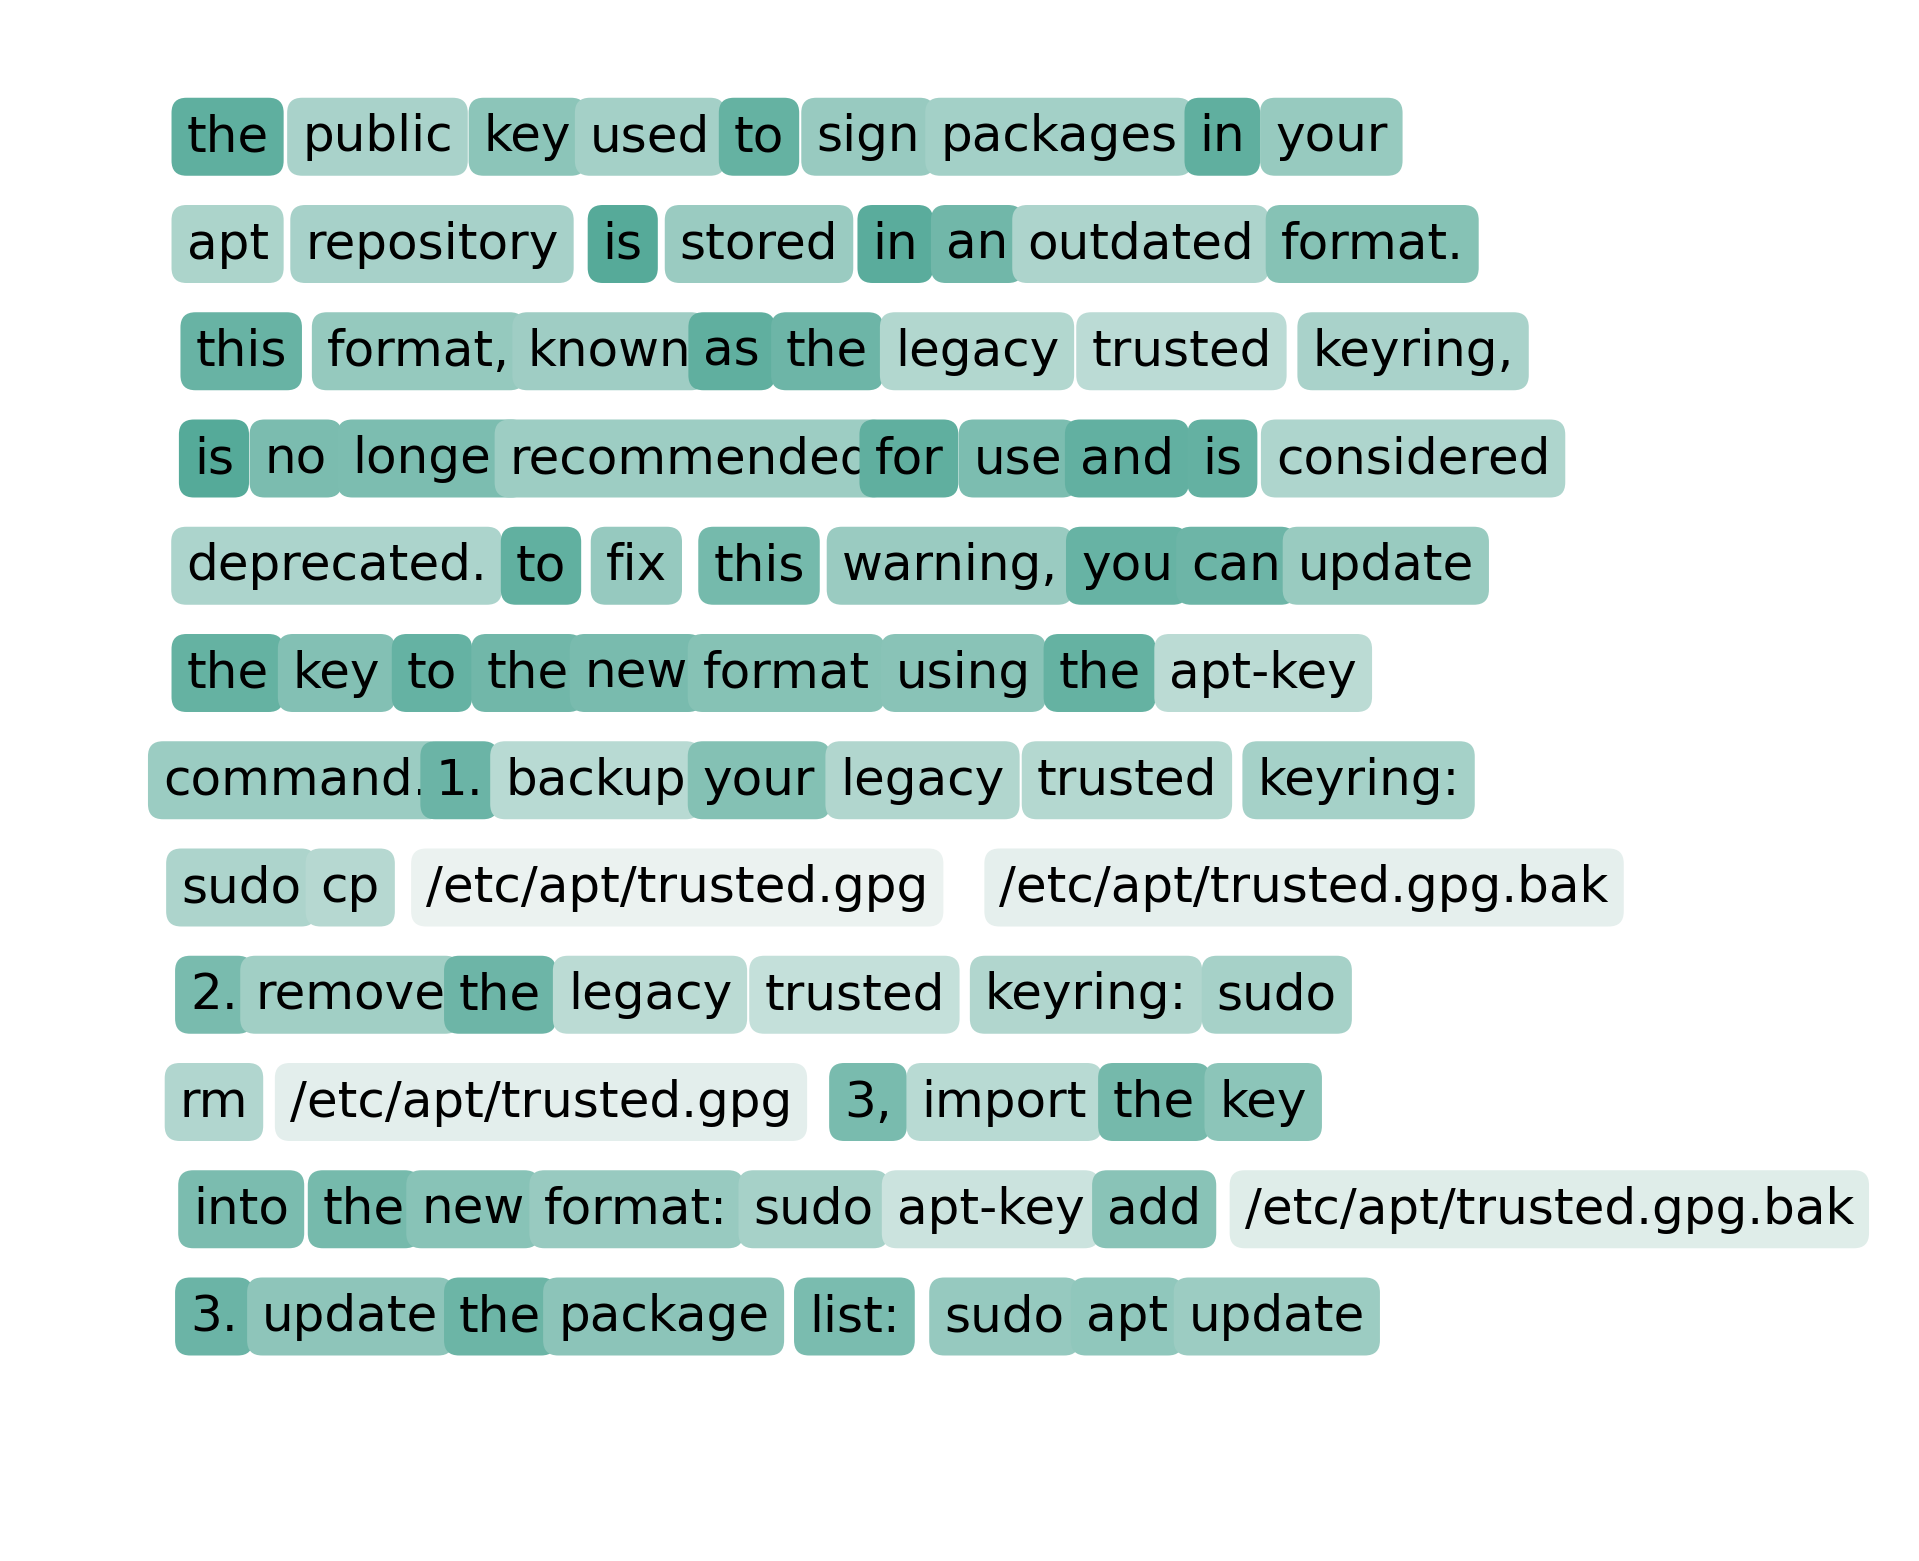 the public key used to sign packages in your
apt repository is stored in an outdated format.
this format, known as the legacy trusted keyring,
is no longe recommended for use and is considered
deprecated. to fix this warning, you can update
the key to the new format using the apt-key
command. 1. backup your legacy trusted keyring:
sudo cp /etc/apt/trusted.gpg /etc/apt/trusted.gpg.bak
2. remove the legacy trusted keyring: sudo
rm /etc/apt/trusted.gpg 3, import the key
into the new format: sudo apt-key add /etc/apt/trusted.gpg.bak
3. update the package list: sudo apt update